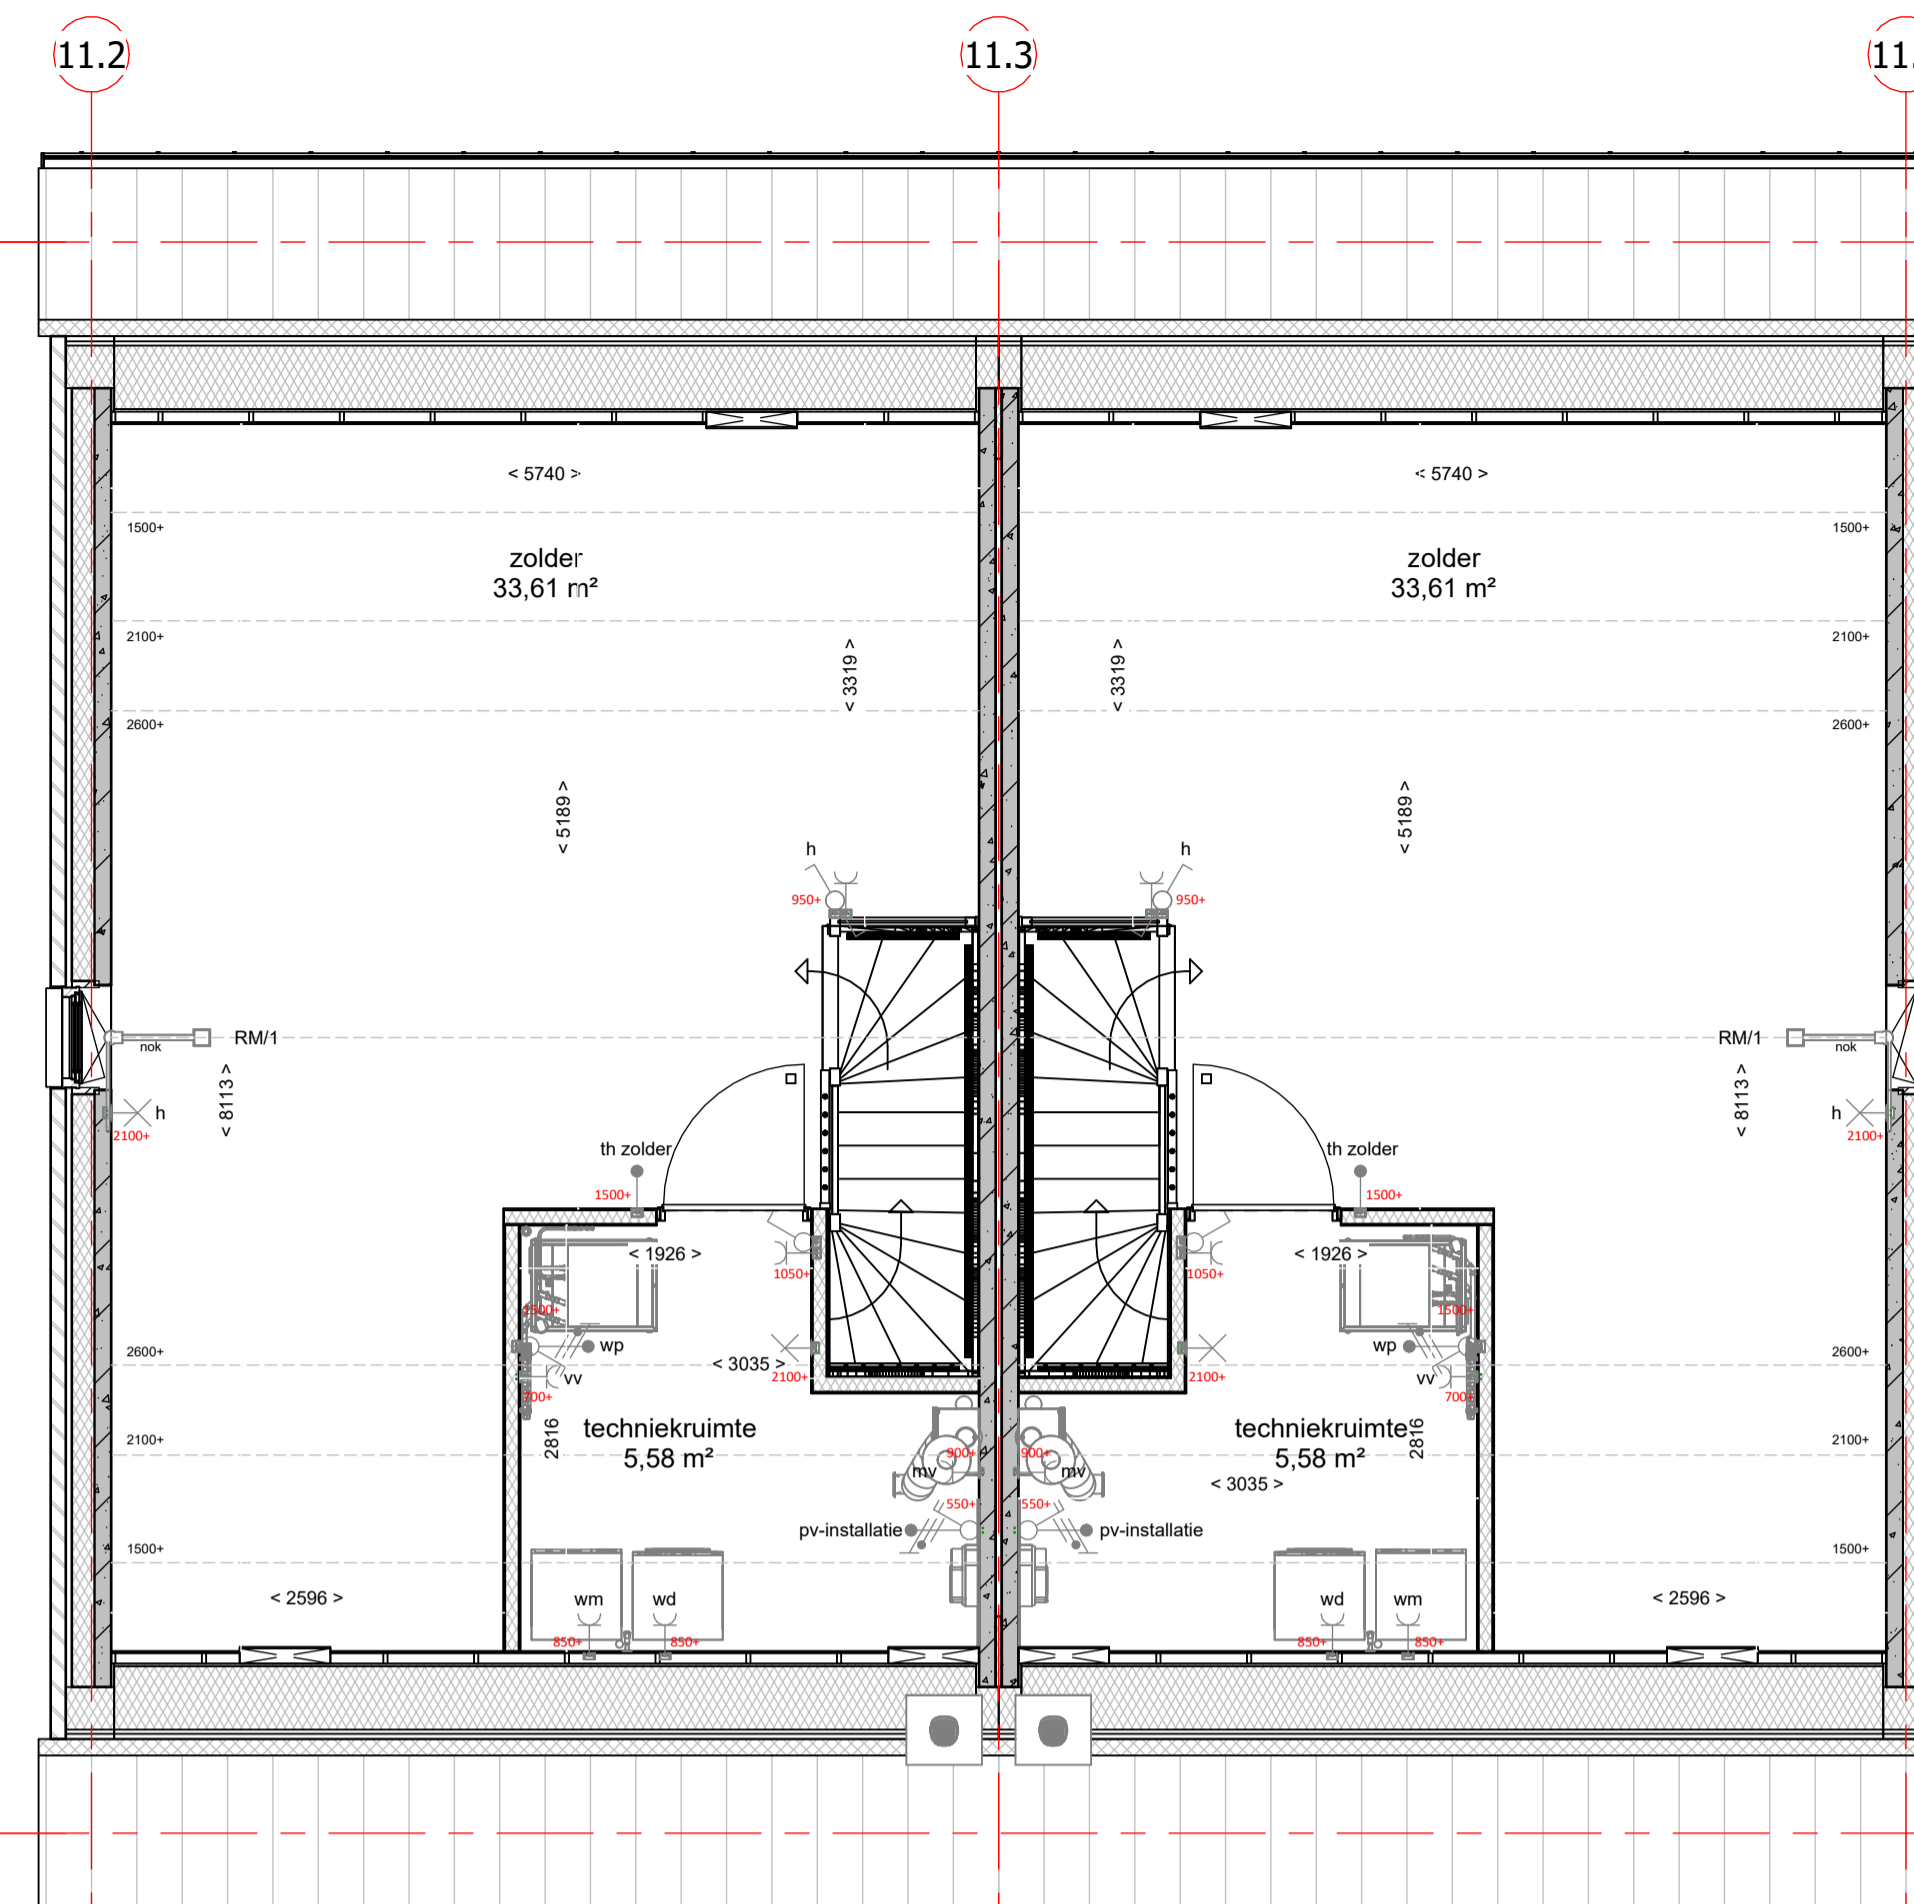 11.2
11.3
11.
< 5740 >
< 5740 >
1500+
1500+
zolder
33,61 m²
zolder
33,61 m²
2100+
2100+
< 3319 >
< 3319 >
2600+
2600+
< 5189 >
< 5189 >
h
h
950+
950+
RM/1
nok
RM/1
nok
< 8113 >
< 8113 >
h
2100+
h
2100+
th zolder
1500+
th zolder
1500+
< 1926 >
< 1926 >
1050+
1050+
1500+
1500+
wp
wp
2600+
2600+
< 3035 >
2100+
2100+
vv
vv
700+
700+
2816
2816
techniekruimte
5,58 m²
techniekruimte
5,58 m²
2100+
2100+
900+
900+
mv
mv
< 3035 >
550+
550+
pv-installatie
pv-installatie
1500+
1500+
< 2596 >
wm
wd
wd
wm
< 2596 >
850+
850+
850+
850+